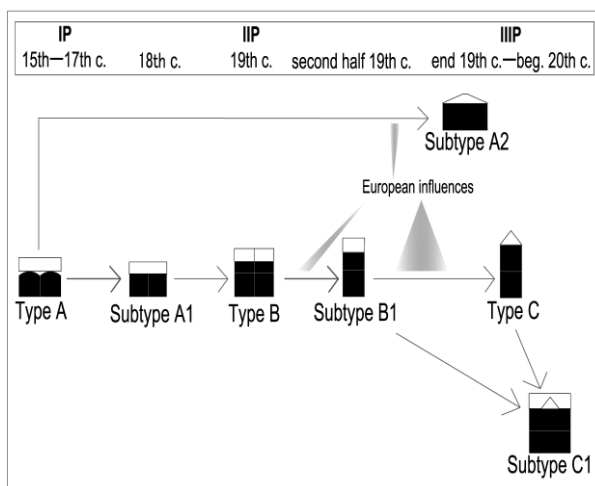 IP IIP IIIP
15th—17th c. 18th c. 19th c. second half 19th c. end 19th c.—beg. 20th c.
Subtype A2
European influences
Type A Subtype A1 Type B Subtype B1 Type C
Subtype C1